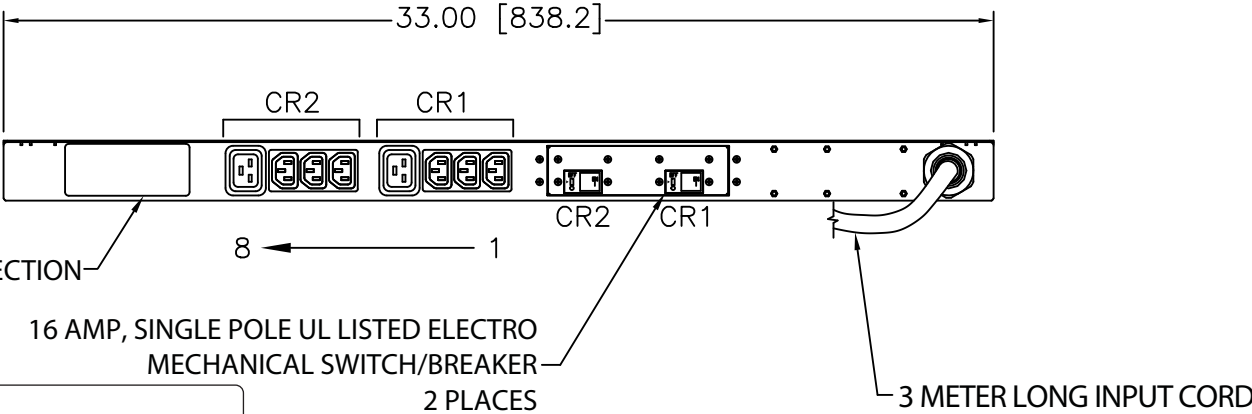 33.00 [838.2]
CR2 CR1
CR2 CR1
8 1
ECTION
16 AMP, SINGLE POLE UL LISTED ELECTRO
MECHANICAL SWITCH/BREAKER
2 PLACES
3 METER LONG INPUT CORD